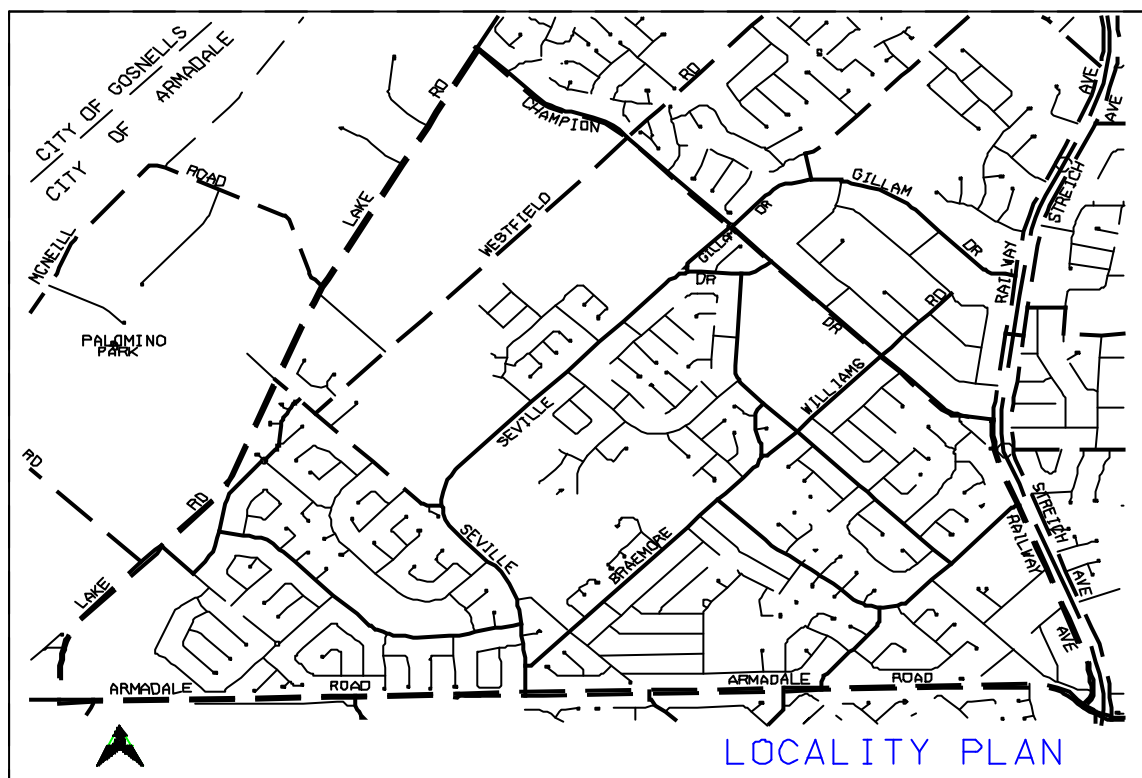 CITY OF GOSNELLS
CITY OF ARMADALE
MCNEILL
ROAD
PALOMINO
PARK
RD
LAKE
RD
LAKE
RD
LAKE
CHAMPION
DR
WESTFIELD
RD
GILLAM
DR
GILLAM
DR
DR
SEVILLE
SEVILLE
WILLIAMS
RD
BRAEMORE
RAILWAY
AVE
STREICH
AVE
RAILWAY
AVE
STREICH
AVE
ARMADALE
ROAD
ARMADALE
ROAD
LOCALITY PLAN